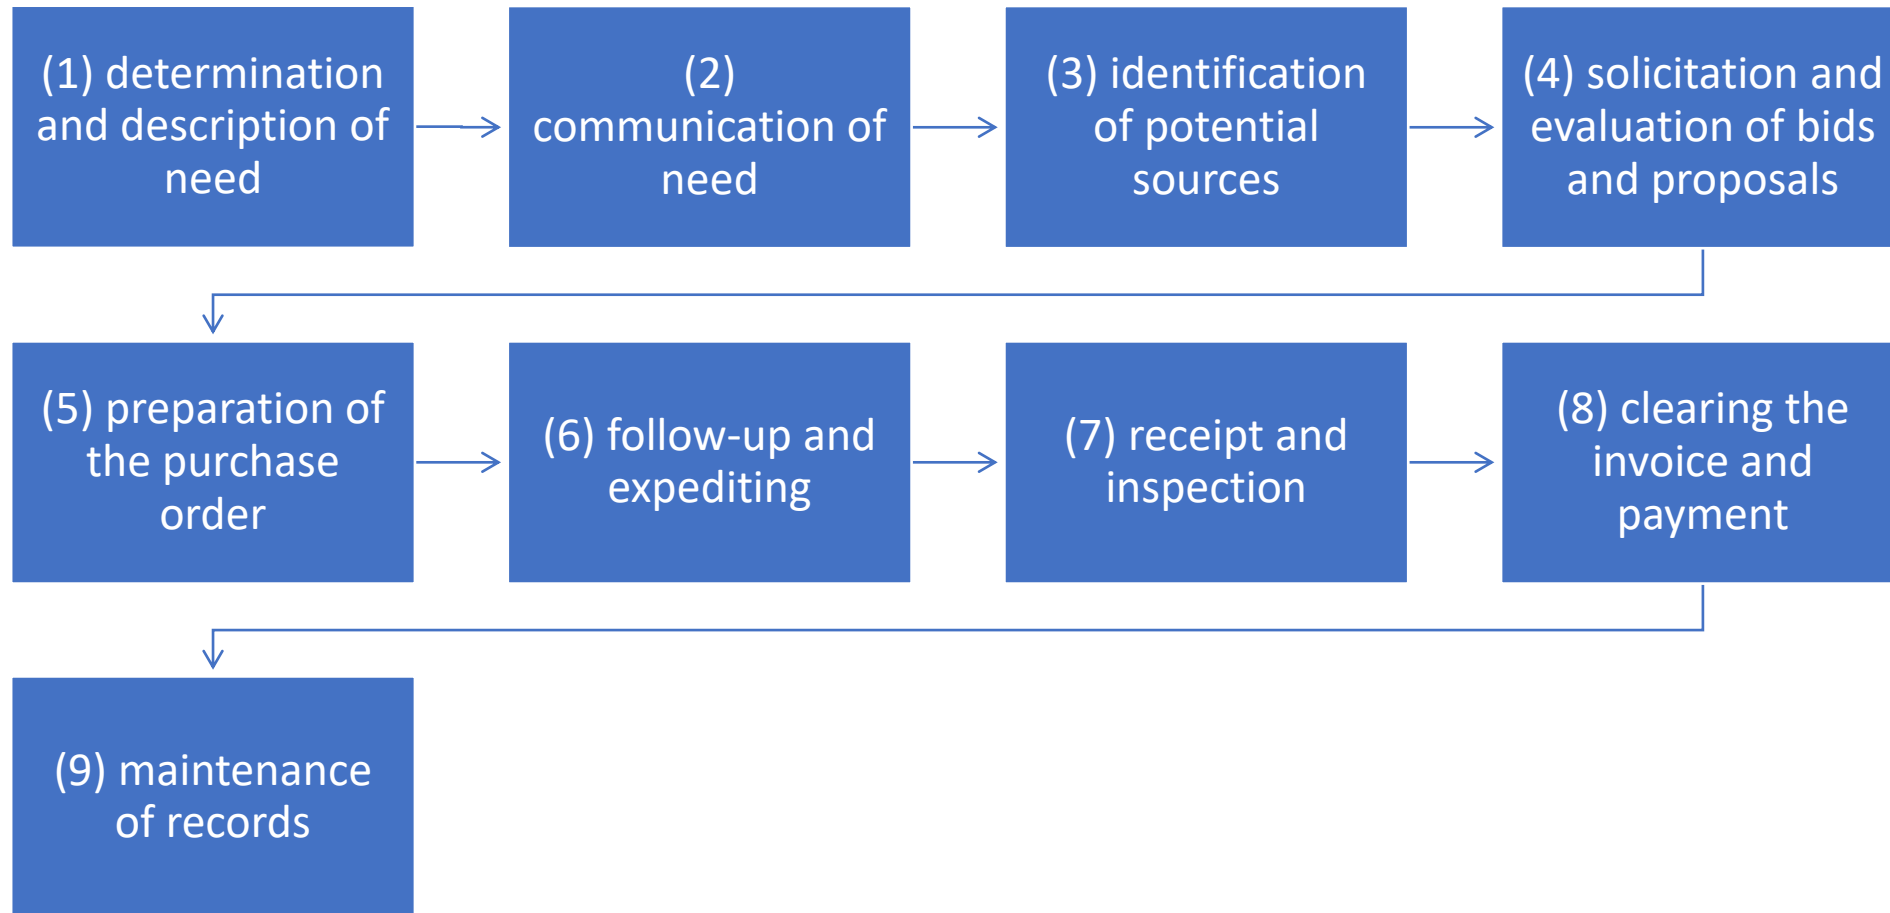 (1) determination
and description of
need
(2)
communication of
need
(3) identification
of potential
sources
(4) solicitation and
evaluation of bids
and proposals
(5) preparation of
the purchase
order
(6) follow-up and
expediting
(7) receipt and
inspection
(8) clearing the
invoice and
payment
(9) maintenance
of records